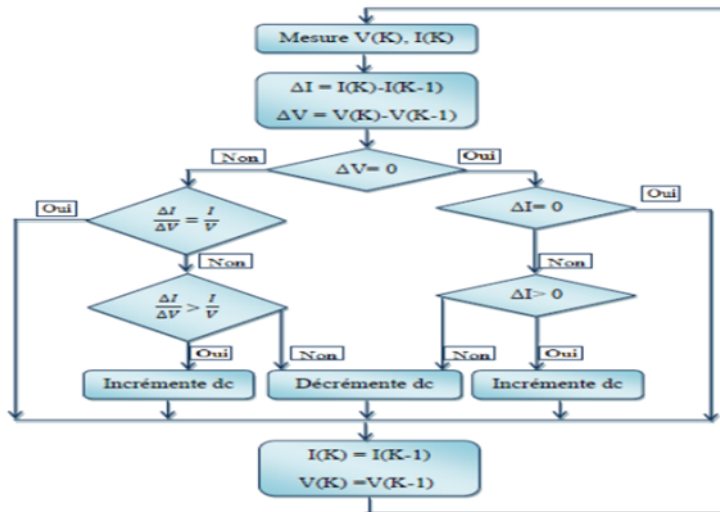 Mesure V(K), I(K)
ΔI = I(K)-I(K-1)
ΔV = V(K)-V(K-1)
Non
ΔV= 0
Oui
Oui
ΔI/ΔV = I/V
ΔI= 0
Oui
Non
Non
ΔI/ΔV > I/V
ΔI> 0
Oui
Non
Non
Oui
Incrémente dc
Décrémente dc
Incrémente dc
I(K) = I(K-1)
V(K) =V(K-1)